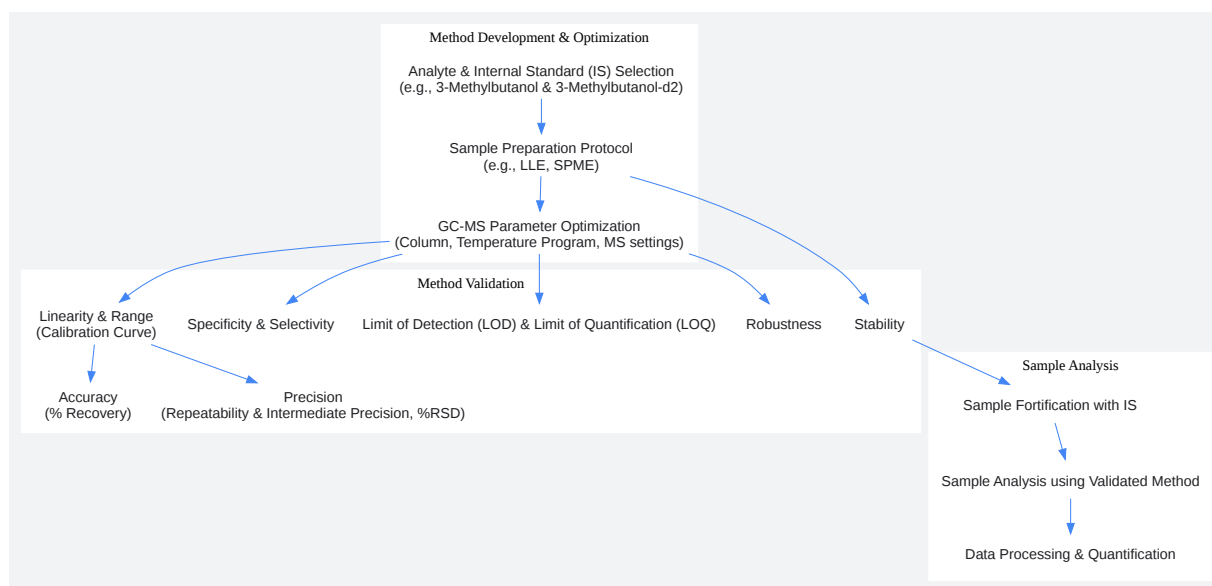 Method Development & Optimization
Analyte & Internal Standard (IS) Selection
(e.g., 3-Methylbutanol & 3-Methylbutanol-d2)
Sample Preparation Protocol
(e.g., LLE, SPME)
GC-MS Parameter Optimization
(Column, Temperature Program, MS settings)
Method Validation
Linearity & Range
(Calibration Curve)
Specificity & Selectivity
Limit of Detection (LOD) & Limit of Quantification (LOQ)
Robustness
Stability
Accuracy
(% Recovery)
Precision
(Repeatability & Intermediate Precision, %RSD)
Sample Analysis
Sample Fortification with IS
Sample Analysis using Validated Method
Data Processing & Quantification